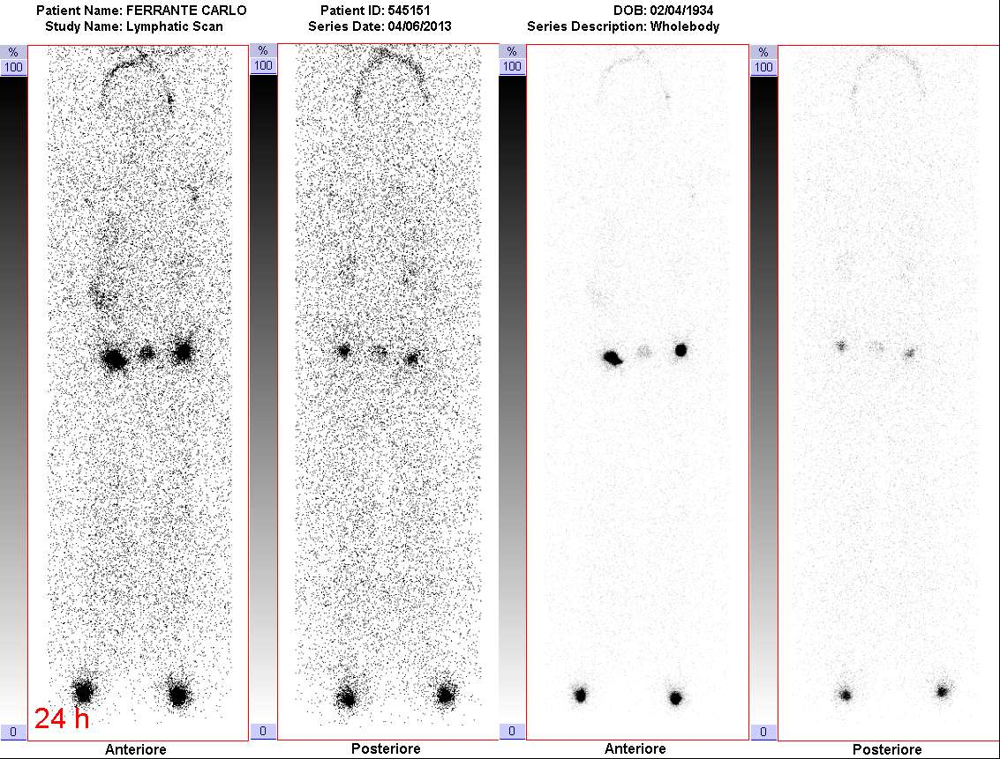 Patient Name: FERRANTE CARLO Patient ID: 545151 DOB: 02/04/1934
Study Name: Lymphatic Scan Series Date: 04/06/2013 Series Description: Wholebody
% % % %
100 100 100 100
24 h
0 0 0 0
Anteriore Posteriore Anteriore Posteriore